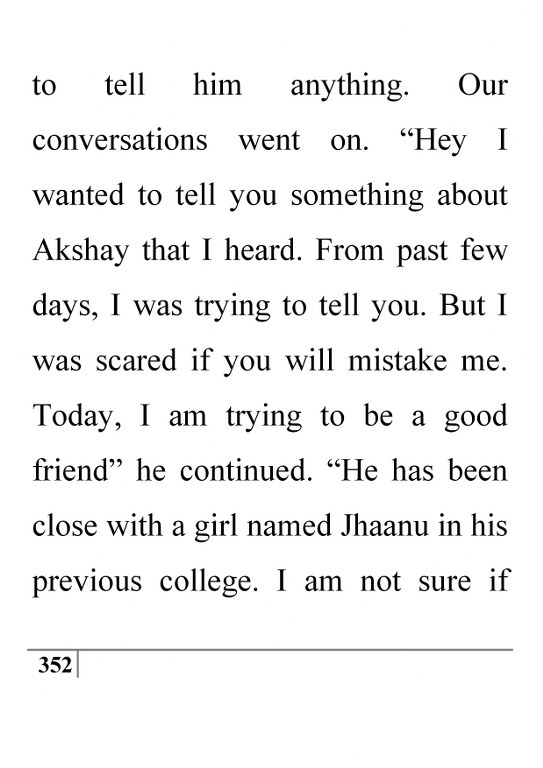 to tell him anything. Our
conversations went on. “Hey I
wanted to tell you something about
Akshay that I heard. From past few
days, I was trying to tell you. But I
was scared if you will mistake me.
Today, I am trying to be a good
friend” he continued. “He has been
close with a girl named Jhaanu in his
previous college. I am not sure if
352